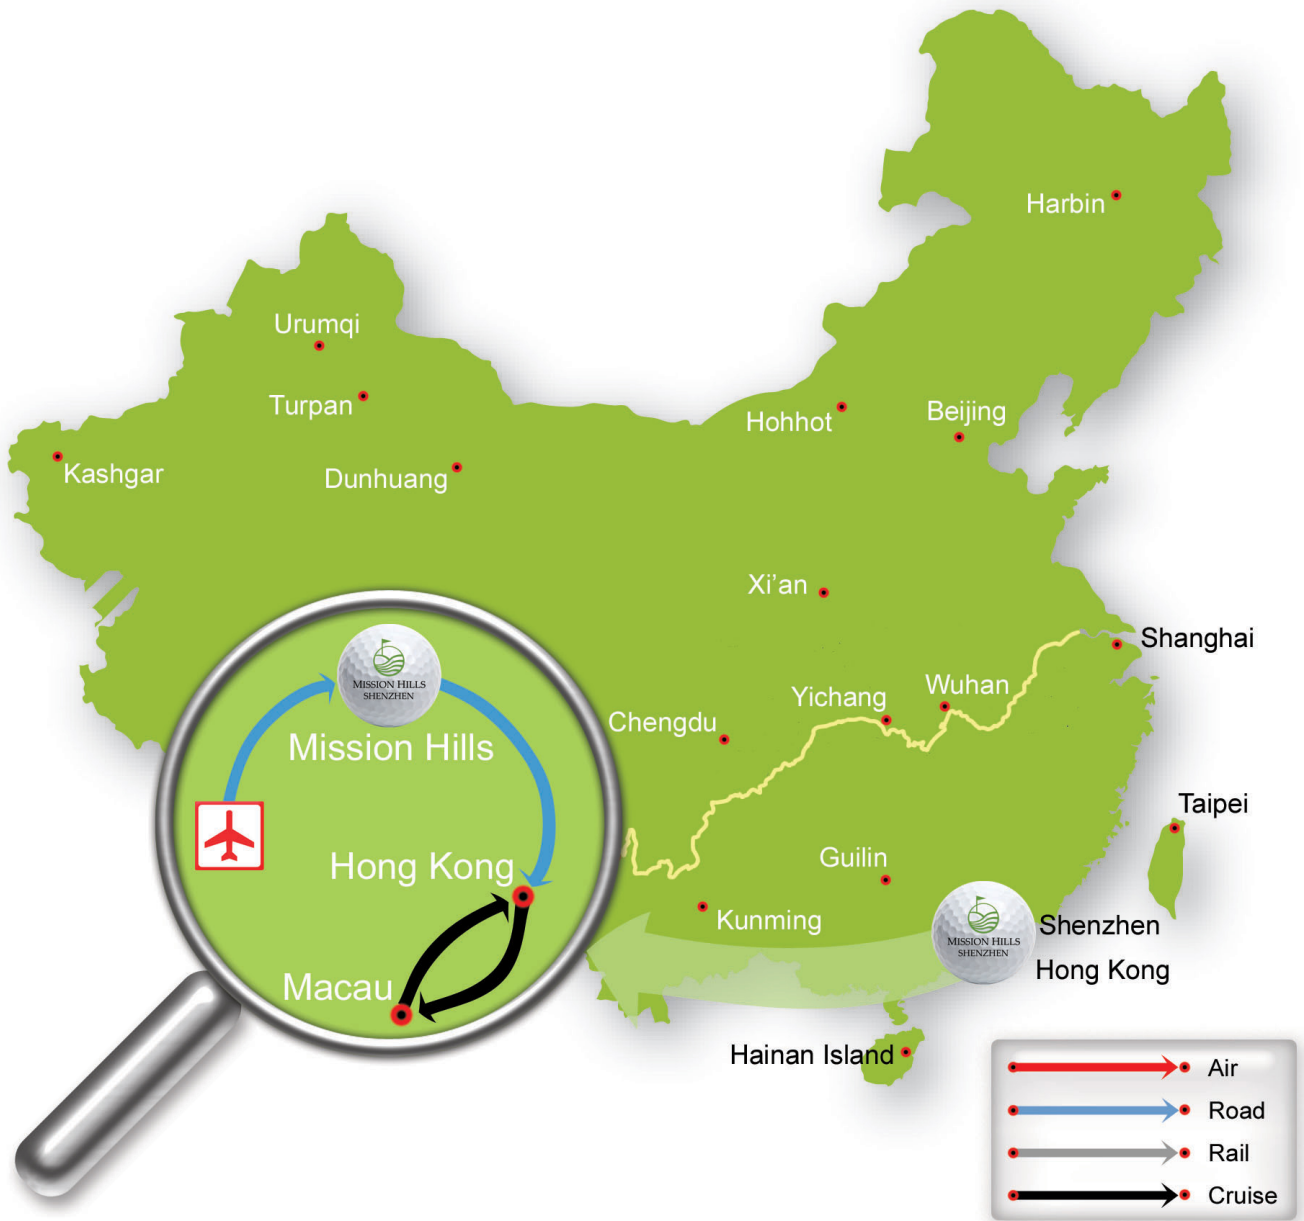 Harbin
Urumqi
Turpan
Hohhot
Beijing
Kashgar
Dunhuang
Xi'an
Shanghai
MISSION HILLS
SHENZHEN
Mission Hills
Yichang
Wuhan
Chengdu
Taipei
Hong Kong
Guilin
Kunming
MISSION HILLS
SHENZHEN
Shenzhen
Hong Kong
Macau
Hainan Island
Air
Road
Rail
Cruise